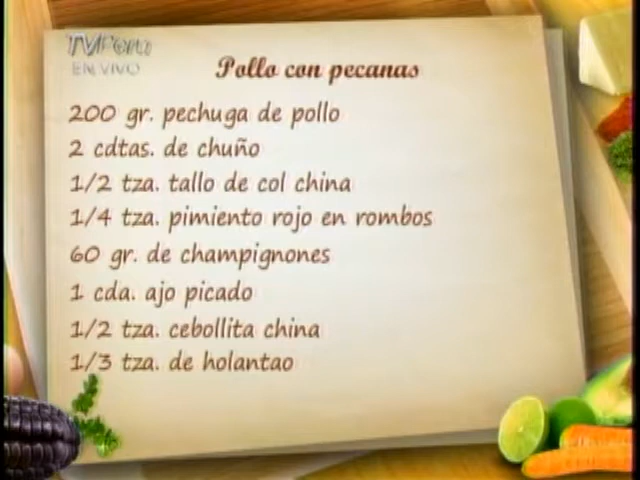 TVPerú
EN VIVO
Pollo con pecanas
200 gr. pechuga de pollo
2 cdtas. de chuño
1/2 tza. tallo de col china
1/4 tza. pimiento rojo en rombos
60 gr. de champignones
1 cda. ajo picado
1/2 tza. cebollita china
1/3 tza. de holantao